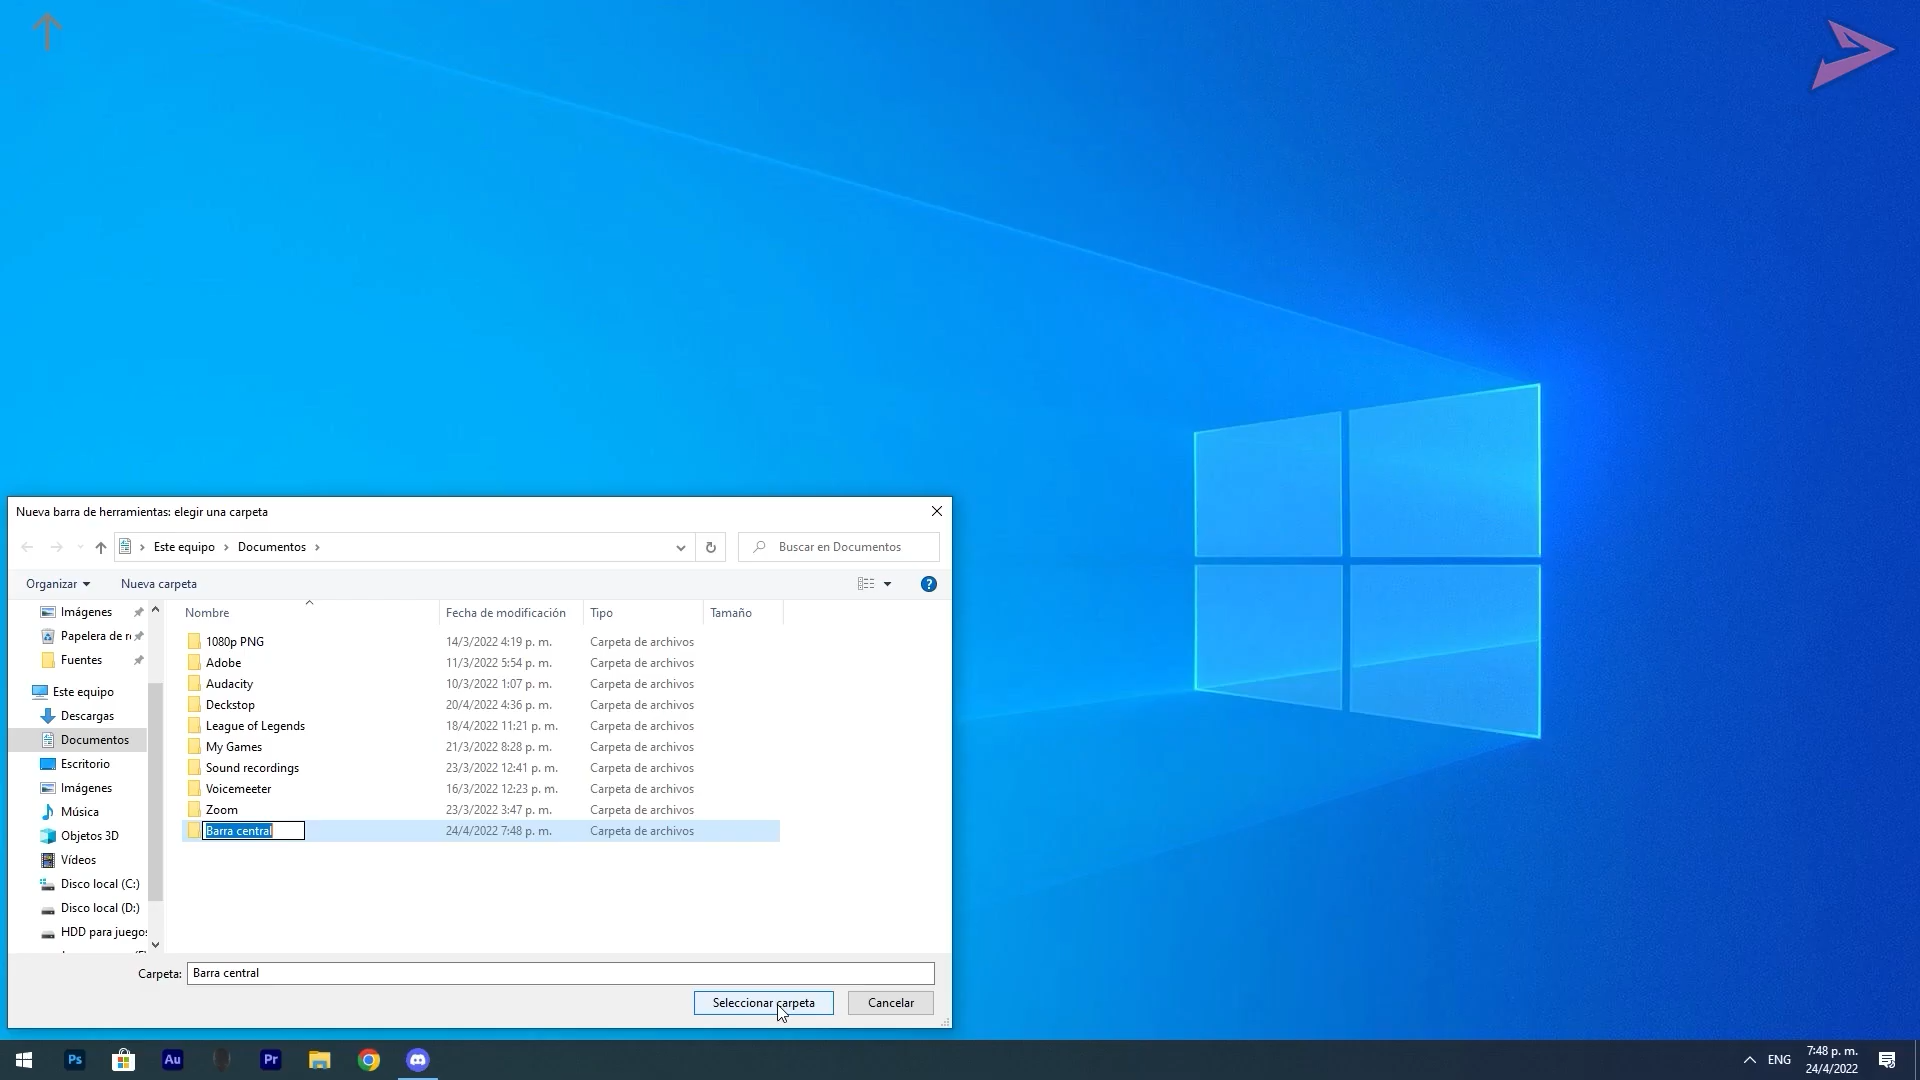 Nueva barra de herramientas: elegir una carpeta
Este equipo > Documentos >
Buscar en Documentos
Organizar
Nueva carpeta
?
Nombre Fecha de modificación Tipo Tamaño
Imágenes
Papelera de r
Fuentes
Este equipo
Descargas
Documentos
Escritorio
Imágenes
Música
Objetos 3D
Vídeos
Disco local (C:)
Disco local (D:)
HDD para juegos
1080p PNG 14/3/2022 4:19 p. m. Carpeta de archivos
Adobe 11/3/2022 5:54 p. m. Carpeta de archivos
Audacity 10/3/2022 1:07 p. m. Carpeta de archivos
Deckstop 20/4/2022 4:36 p. m. Carpeta de archivos
League of Legends 18/4/2022 11:21 p. m. Carpeta de archivos
My Games 21/3/2022 8:28 p. m. Carpeta de archivos
Sound recordings 23/3/2022 12:41 p. m. Carpeta de archivos
Voicemeeter 16/3/2022 12:23 p. m. Carpeta de archivos
Zoom 23/3/2022 3:47 p. m. Carpeta de archivos
Barra central 24/4/2022 7:48 p. m. Carpeta de archivos
Carpeta: Barra central
Seleccionar carpeta
Cancelar
Ps
Au
Pr
ENG
7:48 p. m.
24/4/2022